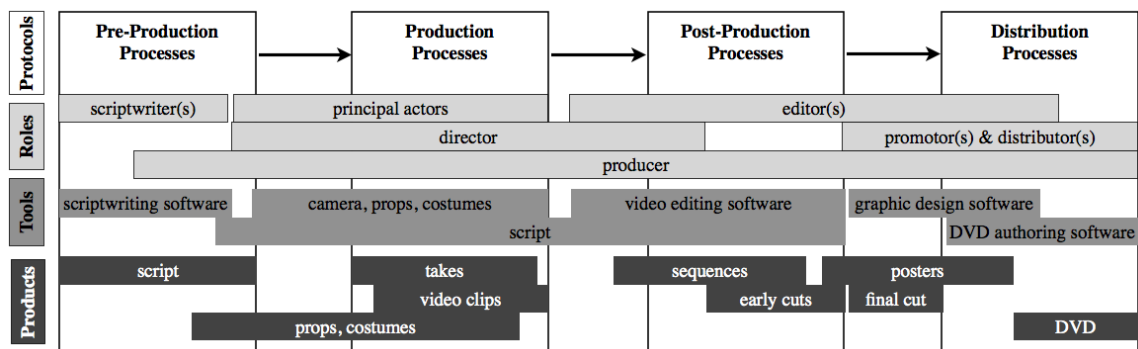 Protocols
Pre-Production
Processes
Production
Processes
Post-Production
Processes
Distribution
Processes
Roles
scriptwriter(s)
principal actors
editor(s)
director
promotor(s) & distributor(s)
producer
Tools
scriptwriting software
camera, props, costumes
video editing software
graphic design software
script
DVD authoring software
Products
script
takes
sequences
posters
video clips
early cuts
final cut
props, costumes
DVD